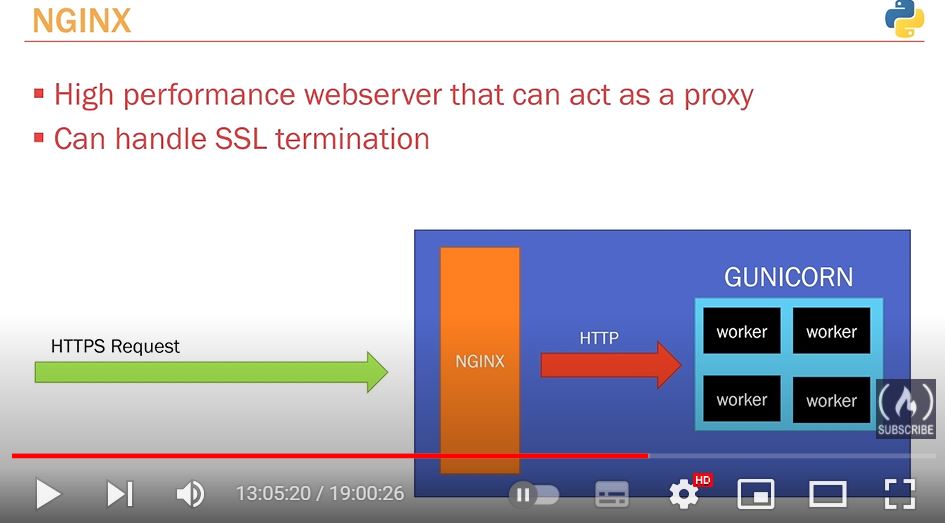 NGINX
▪ High performance webserver that can act as a proxy
▪ Can handle SSL termination
GUNICORN
HTTPS Request
NGINX
HTTP
worker worker
worker worker
SUBSCRIBE
13:05:20 / 19:00:26
HD